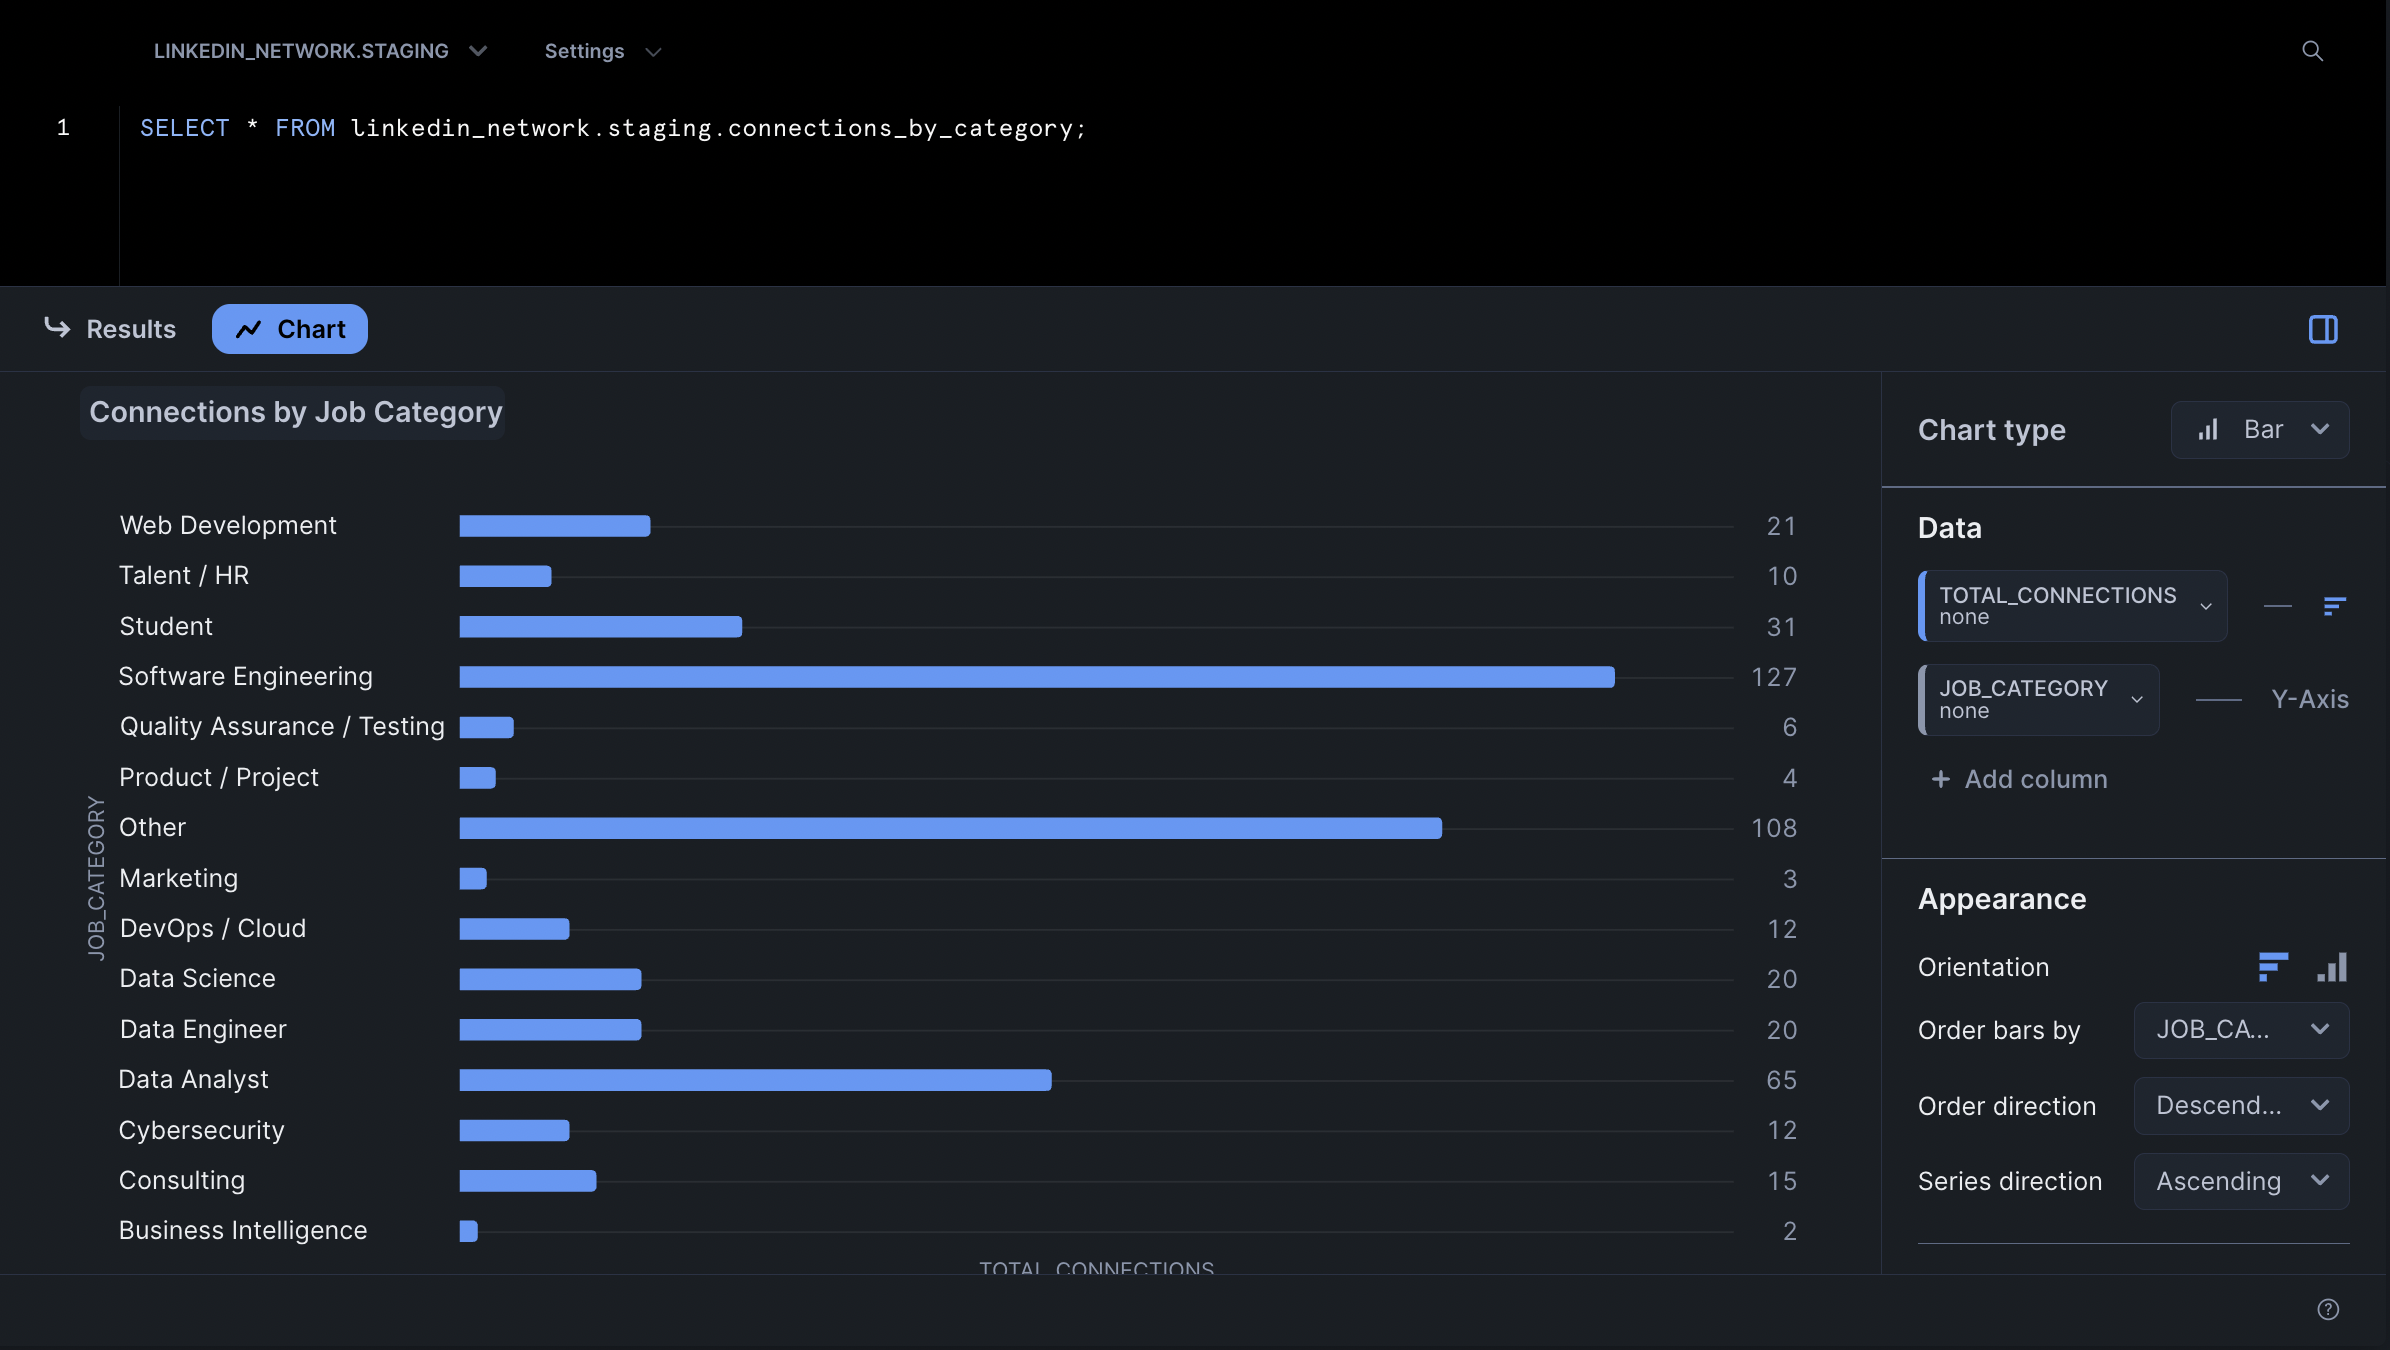 LINKEDIN_NETWORK.STAGING
Settings
1
SELECT * FROM linkedin_network.staging.connections_by_category;
Results
Chart
Connections by Job Category
JOB_CATEGORY
Web Development 21
Talent / HR 10
Student 31
Software Engineering 127
Quality Assurance / Testing 6
Product / Project 4
Other 108
Marketing 3
DevOps / Cloud 12
Data Science 20
Data Engineer 20
Data Analyst 65
Cybersecurity 12
Consulting 15
Business Intelligence 2
TOTAL_CONNECTIONS
Chart type
Bar
Data
TOTAL_CONNECTIONS
none
JOB_CATEGORY
none
Y-Axis
+ Add column
Appearance
Orientation
Order bars by
JOB_CA...
Order direction
Descend...
Series direction
Ascending
?